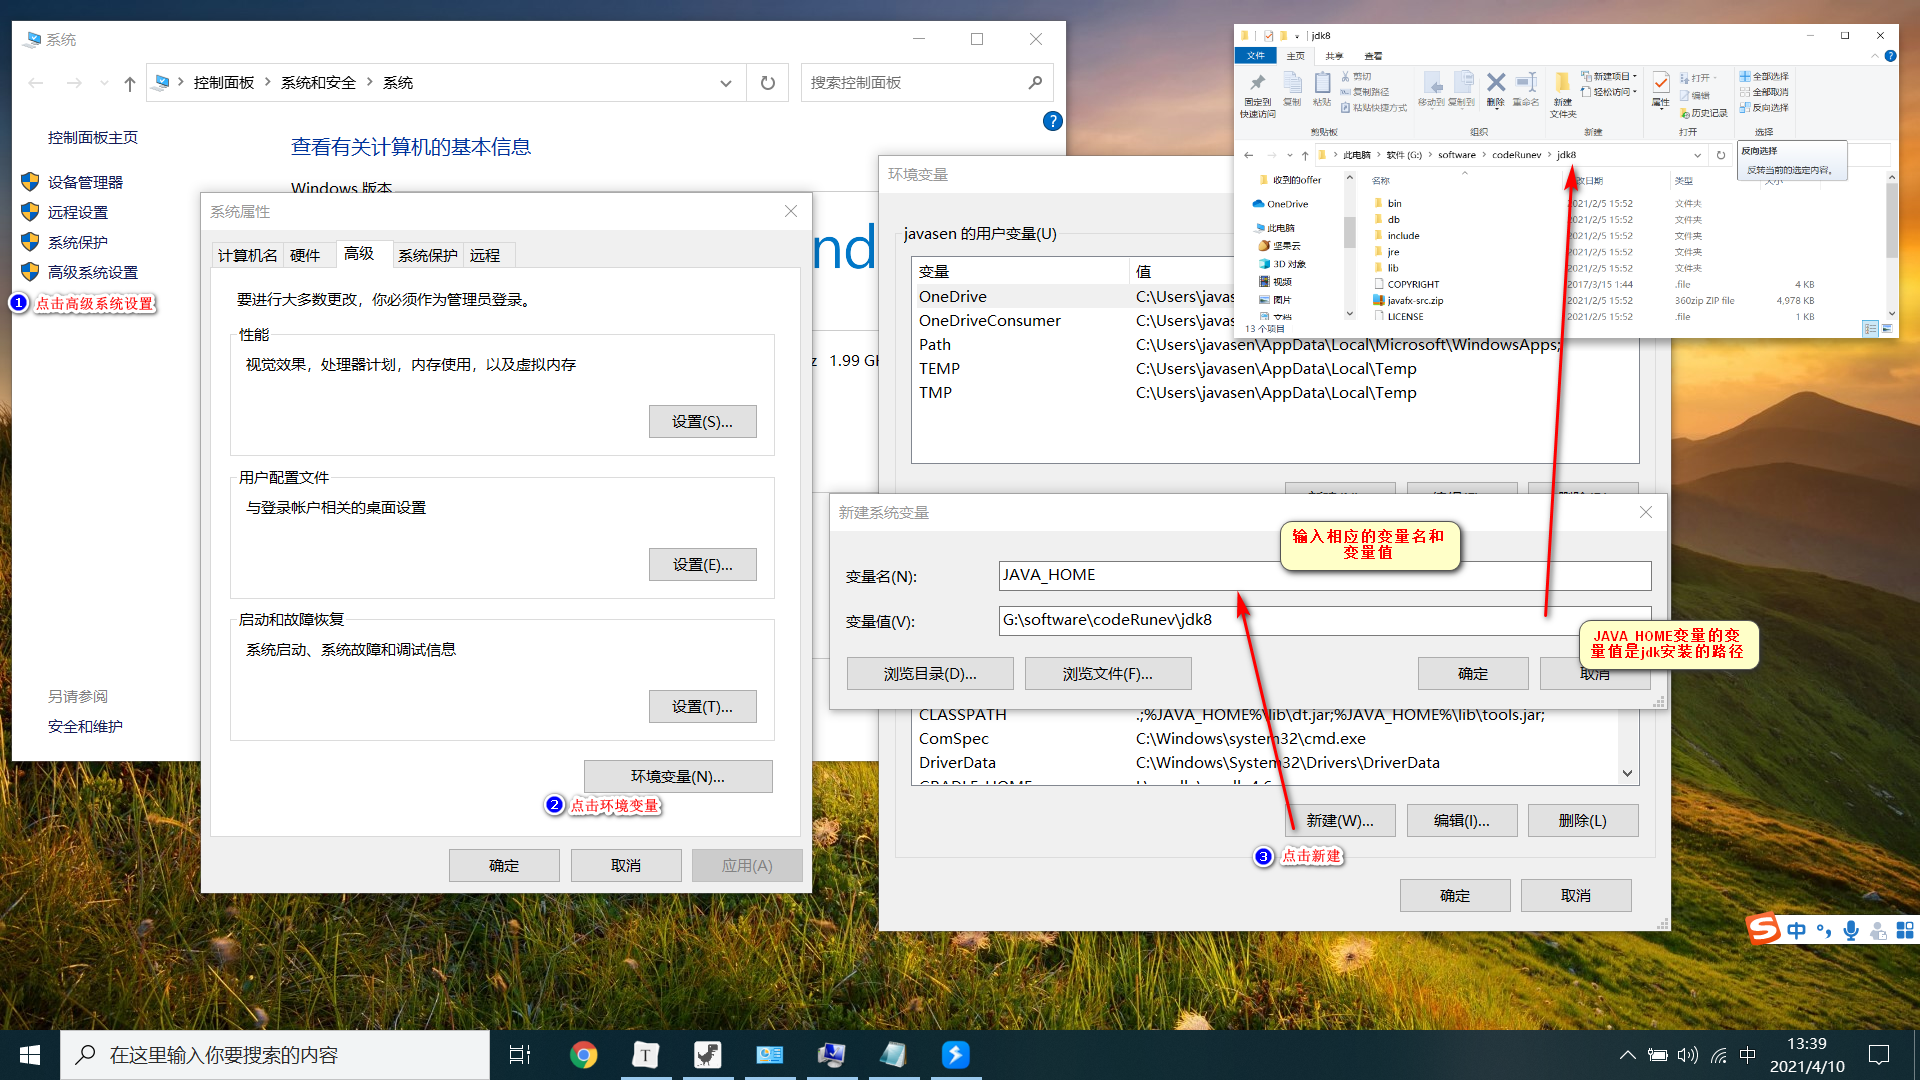 系统
控制面板 系统和安全 系统
搜索控制面板
控制面板主页
设备管理器
远程设置
系统保护
高级系统设置
1 点击高级系统设置
另请参阅
安全和维护
查看有关计算机的基本信息
Windows 版本
1.99
系统属性
计算机名 硬件 高级 系统保护 远程
要进行大多数更改，你必须作为管理员登录。
性能
视觉效果，处理器计划，内存使用，以及虚拟内存
设置(S)...
用户配置文件
与登录帐户相关的桌面设置
设置(E)...
启动和故障恢复
系统启动、系统故障和调试信息
设置(T)...
环境变量(N)...
2 点击环境变量
确定 取消 应用(A)
环境变量
javasen 的用户变量(U)
变量 值
OneDrive C:\Users\javas
OneDriveConsumer C:\Users\javas
Path C:\Users\javasen\AppData\Local\Microsoft\WindowsApps;
TEMP C:\Users\javasen\AppData\Local\Temp
TMP C:\Users\javasen\AppData\Local\Temp
新建系统变量
输入相应的变量名和
变量值
变量名(N): JAVA_HOME
变量值(V): G:\software\codeRunev\jdk8
JAVA_HOME变量的变
量值是jdk安装的路径
浏览目录(D)... 浏览文件(F)... 确定 取消
CLASSPATH .;%JAVA_HOME%\lib\dt.jar;%JAVA_HOME%\lib\tools.jar;
ComSpec C:\Windows\system32\cmd.exe
DriverData C:\Windows\System32\Drivers\DriverData
新建(W)... 编辑(I)... 删除(L)
3 点击新建
确定 取消
jdk8
文件 主页 共享 查看
固定到
快速访问
复制
粘贴
剪切
复制路径
粘贴快捷方式
移动到 复制到 删除 重命名
新建
文件夹
新建项目
轻松访问
属性
打开
编辑
历史记录
全部选择
全部取消
反向选择
剪贴板 组织 新建 打开 选择
此电脑 软件 (G:) software codeRunev jdk8
反向选择
反转当前的选定内容。
收到的offer
OneDrive
此电脑
坚果云
3D 对象
视频
图片
文档
名称 日期 类型 大小
bin 2021/2/5 15:52 文件夹
db 2021/2/5 15:52 文件夹
include 2021/2/5 15:52 文件夹
jre 2021/2/5 15:52 文件夹
lib 2021/2/5 15:52 文件夹
COPYRIGHT 2017/3/15 1:44 .file 4 KB
javafx-src.zip 2021/2/5 15:52 360zip ZIP file 4,978 KB
LICENSE 2021/2/5 15:52 .file 1 KB
13 个项目
中
在这里输入你要搜索的内容
中
13:39
2021/4/10